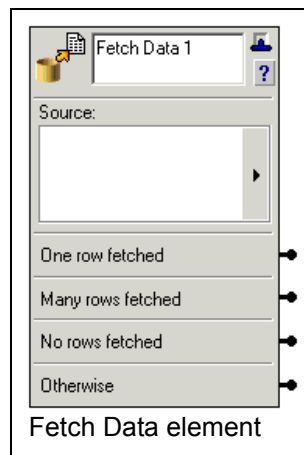 Fetch Data 1
?
Source:
One row fetched
Many rows fetched
No rows fetched
Otherwise
Fetch Data element